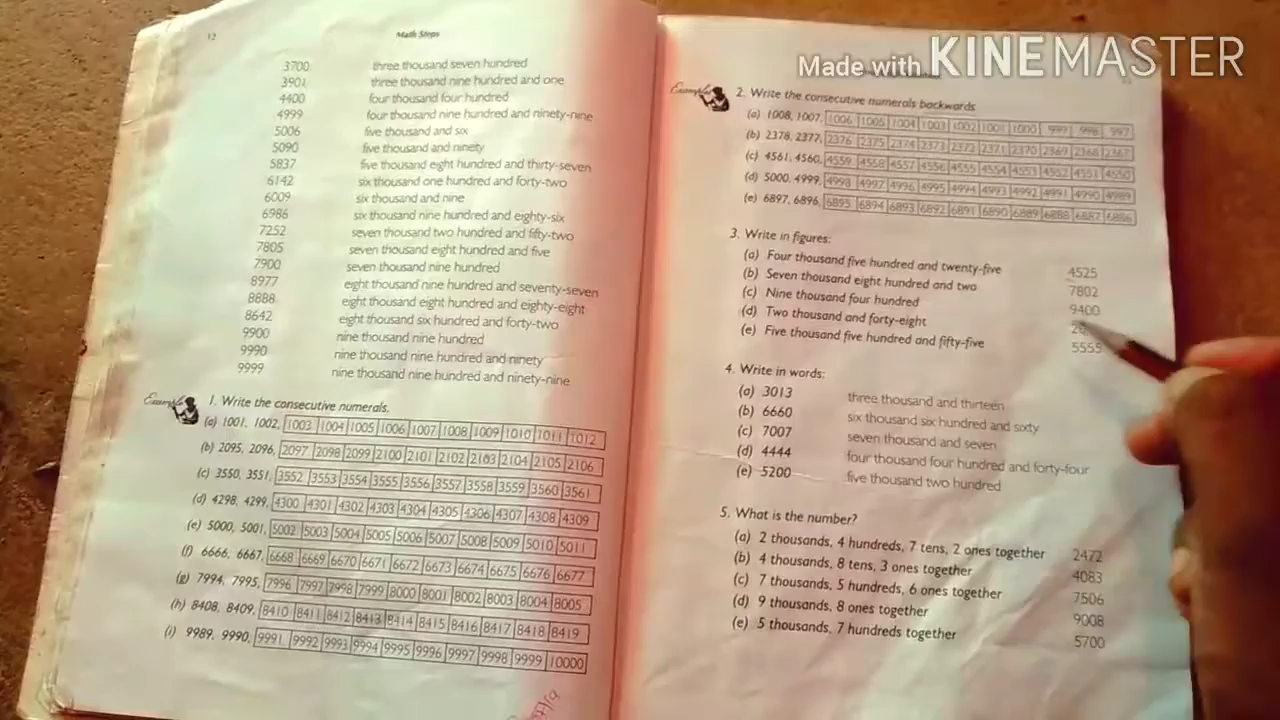 Made with KINEMASTER
12
Math Steps
3700 three thousand seven hundred
3901 three thousand nine hundred and one
4400 four thousand four hundred
4999 four thousand nine hundred and ninety-nine
5006 five thousand and six
5090 five thousand and ninety
5837 five thousand eight hundred and thirty-seven
6142 six thousand one hundred and forty-two
6009 six thousand and nine
6986 six thousand nine hundred and eighty-six
7252 seven thousand two hundred and fifty-two
7805 seven thousand eight hundred and five
7900 seven thousand nine hundred
8977 eight thousand nine hundred and seventy-seven
8888 eight thousand eight hundred and eighty-eight
8642 eight thousand six hundred and forty-two
9900 nine thousand nine hundred
9990 nine thousand nine hundred and ninety
9999 nine thousand nine hundred and ninety-nine
Example
1. Write the consecutive numerals.
(a) 1001, 1002, 1003 1004 1005 1006 1007 1008 1009 1010 1011 1012
(b) 2095, 2096, 2097 2098 2099 2100 2101 2102 2103 2104 2105 2106
(c) 3550, 3551, 3552 3553 3554 3555 3556 3557 3558 3559 3560 3561
(d) 4298, 4299, 4300 4301 4302 4303 4304 4305 4306 4307 4308 4309
(e) 5000, 5001, 5002 5003 5004 5005 5006 5007 5008 5009 5010 5011
(f) 6666, 6667, 6668 6669 6670 6671 6672 6673 6674 6675 6676 6677
(g) 7994, 7995, 7996 7997 7998 7999 8000 8001 8002 8003 8004 8005
(h) 8408, 8409, 8410 8411 8412 8413 8414 8415 8416 8417 8418 8419
(i) 9989, 9990, 9991 9992 9993 9994 9995 9996 9997 9998 9999 10000
Example
2. Write the consecutive numerals backwards
(a) 1008, 1007, 1006 1005 1004 1003 1002 1001 1000 999 998 997
(b) 2378, 2377, 2376 2375 2374 2373 2372 2371 2370 2369 2368 2367
(c) 4561, 4560, 4559 4558 4557 4556 4555 4554 4553 4552 4551 4550
(d) 5000, 4999, 4998 4997 4996 4995 4994 4993 4992 4991 4990 4989
(e) 6897, 6896, 6895 6894 6893 6892 6891 6890 6889 6888 6887 6886
3. Write in figures:
(a) Four thousand five hundred and twenty-five 4525
(b) Seven thousand eight hundred and two 7802
(c) Nine thousand four hundred 9400
(d) Two thousand and forty-eight
(e) Five thousand five hundred and fifty-five 5555
4. Write in words:
(a) 3013 three thousand and thirteen
(b) 6660 six thousand six hundred and sixty
(c) 7007 seven thousand and seven
(d) 4444 four thousand four hundred and forty-four
(e) 5200 five thousand two hundred
5. What is the number?
(a) 2 thousands, 4 hundreds, 7 tens, 2 ones together 2472
(b) 4 thousands, 8 tens, 3 ones together 4083
(c) 7 thousands, 5 hundreds, 6 ones together 7506
(d) 9 thousands, 8 ones together 9008
(e) 5 thousands, 7 hundreds together 5700